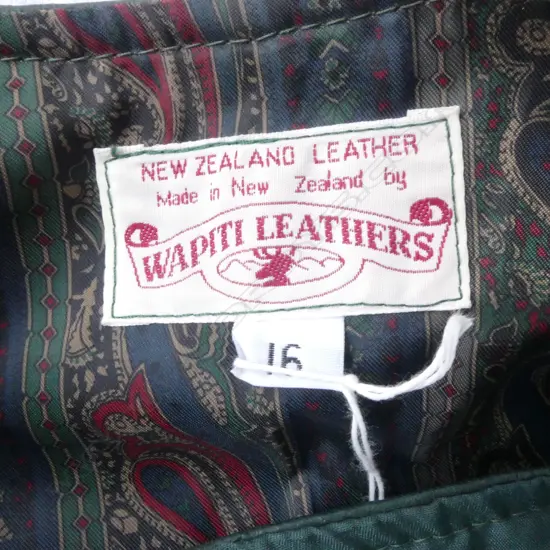 NEW ZEALAND LEATHER
Made in New Zealand by
WAPITI LEATHERS
16